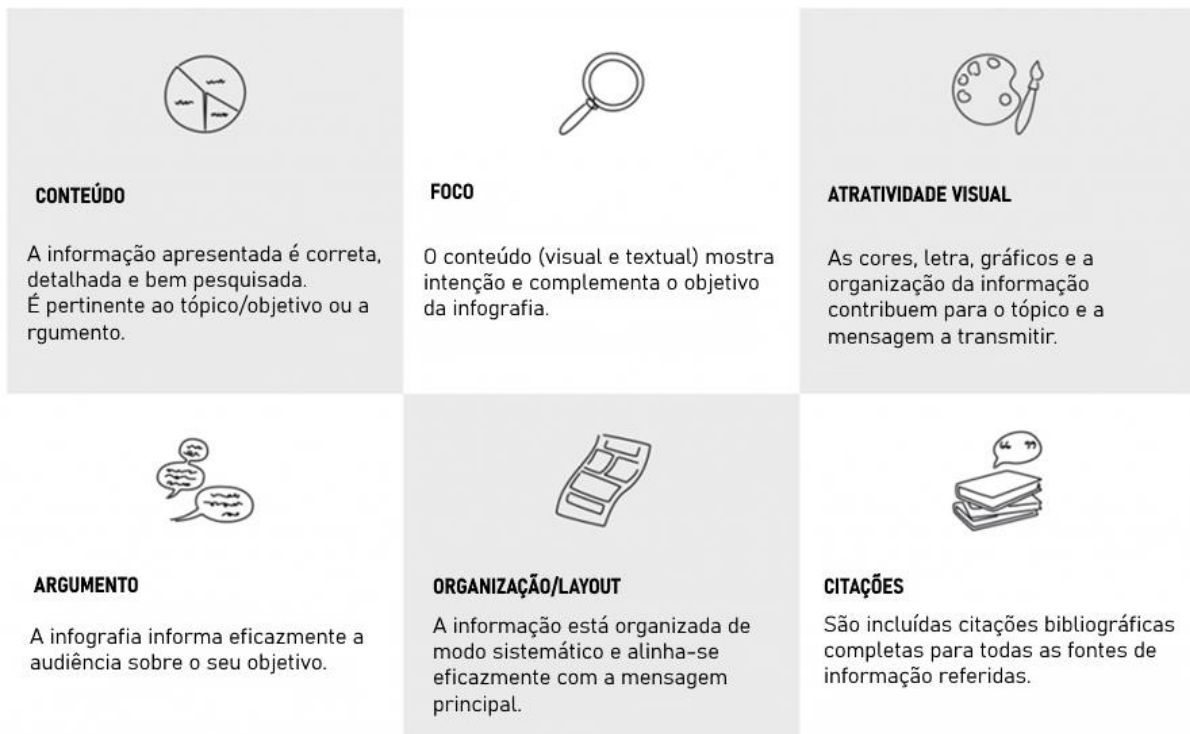 CONTEÚDO
A informação apresentada é correta,
detalhada e bem pesquisada.
É pertinente ao tópico/objetivo ou a
rgumento.
FOCO
O conteúdo (visual e textual) mostra
intenção e complementa o objetivo
da infografia.
ATRATIVIDADE VISUAL
As cores, letra, gráficos e a
organização da informação
contribuem para o tópico e a
mensagem a transmitir.
ARGUMENTO
A infografia informa eficazmente a
audiência sobre o seu objetivo.
ORGANIZAÇÃO/LAYOUT
A informação está organizada de
modo sistemático e alinha-se
eficazmente com a mensagem
principal.
CITAÇÕES
São incluídas citações bibliográficas
completas para todas as fontes de
informação referidas.